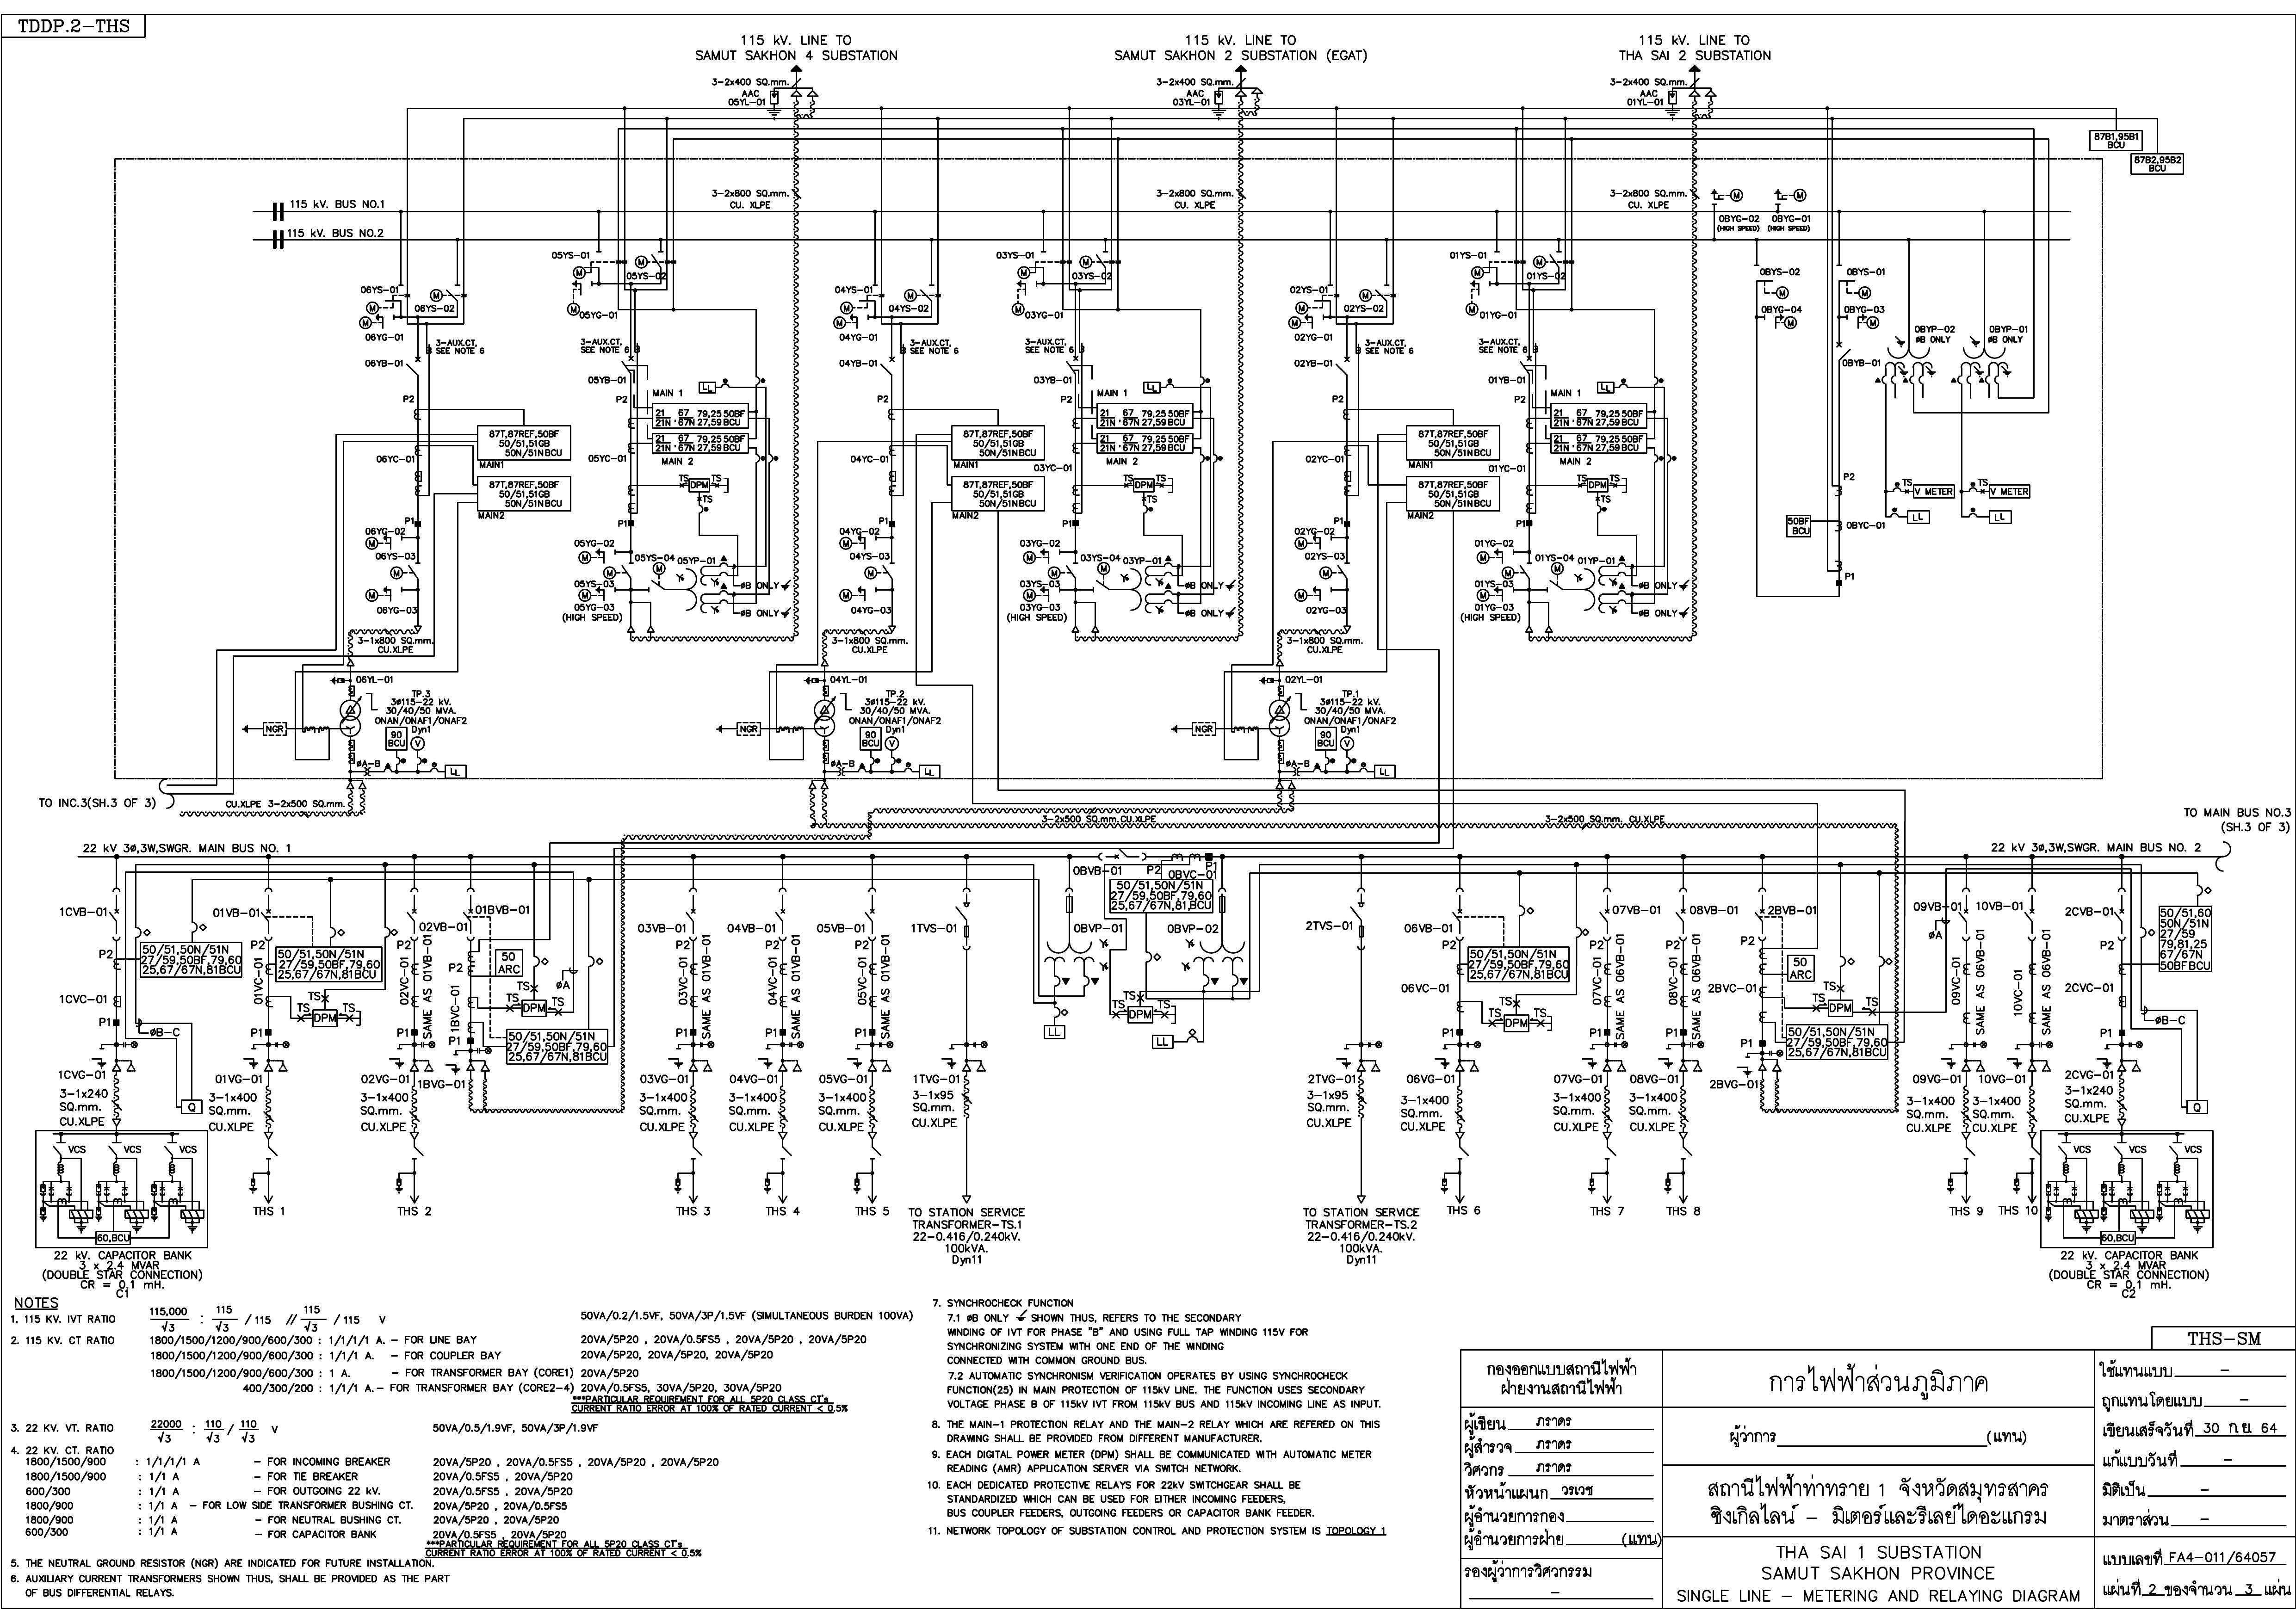 TDDP.2-THS
115 kV. LINE TO
SAMUT SAKHON 4 SUBSTATION
115 kV. LINE TO
SAMUT SAKHON 2 SUBSTATION (EGAT)
115 kV. LINE TO
THA SAI 2 SUBSTATION
3-2x400 SQ.mm.
AAC
05YL-01
3-2x400 SQ.mm.
AAC
03YL-01
3-2x400 SQ.mm.
AAC
01YL-01
87B1,95B1
BCU
87B2,95B2
BCU
3-2x800 SQ.mm.
CU. XLPE
3-2x800 SQ.mm.
CU. XLPE
3-2x800 SQ.mm.
CU. XLPE
115 kV. BUS NO.1
115 kV. BUS NO.2
0BYG-02 0BYG-01
(HIGH SPEED) (HIGH SPEED)
05YS-01
05YS-02
03YS-01
03YS-02
01YS-01
01YS-02
0BYS-02
0BYS-01
06YS-01
06YS-02
05YG-01
04YS-01
04YS-02
03YG-01
02YS-01
02YS-02
01YG-01
0BYG-04
0BYG-03
06YG-01
04YG-01
02YG-01
0BYP-02
øB ONLY
0BYP-01
øB ONLY
3-AUX.CT,
SEE NOTE 6
3-AUX.CT,
SEE NOTE 6
3-AUX.CT,
SEE NOTE 6
3-AUX.CT,
SEE NOTE 6
3-AUX.CT,
SEE NOTE 6
3-AUX.CT,
SEE NOTE 6
06YB-01
05YB-01
04YB-01
03YB-01
02YB-01
01YB-01
0BYB-01
P2
MAIN 1
21 67 79,25 50BF
21N '67N 27,59 BCU
21 67 79,25 50BF
21N '67N 27,59 BCU
MAIN 2
MAIN 1
21 67 79,25 50BF
21N '67N 27,59 BCU
21 67 79,25 50BF
21N '67N 27,59 BCU
MAIN 2
MAIN 1
21 67 79,25 50BF
21N '67N 27,59 BCU
21 67 79,25 50BF
21N '67N 27,59 BCU
MAIN 2
87T,87REF,50BF
50/51,51GB
50N/51NBCU
MAIN1
87T,87REF,50BF
50/51,51GB
50N/51NBCU
MAIN2
87T,87REF,50BF
50/51,51GB
50N/51NBCU
MAIN1
87T,87REF,50BF
50/51,51GB
50N/51NBCU
MAIN2
87T,87REF,50BF
50/51,51GB
50N/51NBCU
MAIN1
87T,87REF,50BF
50/51,51GB
50N/51NBCU
MAIN2
06YC-01
05YC-01
04YC-01
03YC-01
02YC-01
01YC-01
TS DPM TS
TS
TS DPM TS
TS
TS DPM TS
TS
P2
TS V METER
TS V METER
LL
LL
50BF
BCU
0BYC-01
P1
06YG-02
06YS-03
06YG-03
05YG-02
05YS-04 05YP-01
05YS-03
05YG-03
(HIGH SPEED)
øB ONLY
øB ONLY
04YG-02
04YS-03
04YG-03
03YG-02
03YS-04 03YP-01
03YS-03
03YG-03
(HIGH SPEED)
øB ONLY
øB ONLY
02YG-02
02YS-03
02YG-03
01YG-02
01YS-04 01YP-01
01YS-03
01YG-03
(HIGH SPEED)
øB ONLY
øB ONLY
3-1x800 SQ.mm.
CU.XLPE
3-1x800 SQ.mm.
CU.XLPE
3-1x800 SQ.mm.
CU.XLPE
06YL-01
TP.3
3ø115-22 kV.
30/40/50 MVA.
ONAN/ONAF1/ONAF2
Dyn1
NGR
90
BCU
V
øA-B
LL
04YL-01
TP.2
3ø115-22 kV.
30/40/50 MVA.
ONAN/ONAF1/ONAF2
Dyn1
NGR
90
BCU
V
øA-B
LL
02YL-01
TP.1
3ø115-22 kV.
30/40/50 MVA.
ONAN/ONAF1/ONAF2
Dyn1
NGR
90
BCU
V
øA-B
LL
TO INC.3(SH.3 OF 3)
CU.XLPE 3-2x500 SQ.mm.
3-2x500 SQ.mm.CU.XLPE
3-2x500 SQ.mm. CU.XLPE
TO MAIN BUS NO.3
(SH.3 OF 3)
22 kV 3ø,3W,SWGR. MAIN BUS NO. 1
22 kV 3ø,3W,SWGR. MAIN BUS NO. 2
0BVB-01
P2
P1
0BVC-01
50/51,50N/51N
27/59,50BF,79,60
25,67/67N,81,BCU
0BVP-01
0BVP-02
TS TS
DPM
TS
LL
LL
1CVB-01
P2
50/51,50N/51N
27/59,50BF,79,60
25,67/67N,81BCU
1CVC-01
P1
øB-C
1CVG-01
3-1x240
SQ.mm.
CU.XLPE
Q
01VB-01
P2
50/51,50N/51N
27/59,50BF,79,60
25,67/67N,81BCU
01VC-01
TS
TS DPM TS
P1
01VG-01
3-1x400
SQ.mm.
CU.XLPE
THS 1
02VB-01
P2
02VC-01
SAME AS 01VB-01
P1
02VG-01
3-1x400
SQ.mm.
CU.XLPE
THS 2
01BVB-01
P2
50
ARC
TS
øA
1BVC-01
TS DPM TS
50/51,50N/51N
27/59,50BF,79,60
25,67/67N,81BCU
P1
1BVG-01
03VB-01
P2
03VC-01
SAME AS 01VB-01
P1
03VG-01
3-1x400
SQ.mm.
CU.XLPE
THS 3
04VB-01
P2
04VC-01
SAME AS 01VB-01
P1
04VG-01
3-1x400
SQ.mm.
CU.XLPE
THS 4
05VB-01
P2
05VC-01
SAME AS 01VB-01
P1
05VG-01
3-1x400
SQ.mm.
CU.XLPE
THS 5
1TVS-01
1TVG-01
3-1x95
SQ.mm.
CU.XLPE
TO STATION SERVICE
TRANSFORMER-TS.1
22-0.416/0.240kV.
100kVA.
Dyn11
2TVS-01
2TVG-01
3-1x95
SQ.mm.
CU.XLPE
TO STATION SERVICE
TRANSFORMER-TS.2
22-0.416/0.240kV.
100kVA.
Dyn11
06VB-01
P2
50/51,50N/51N
27/59,50BF,79,60
25,67/67N,81BCU
06VC-01
TS
TS DPM TS
P1
06VG-01
3-1x400
SQ.mm.
CU.XLPE
THS 6
07VB-01
P2
07VC-01
SAME AS 06VB-01
P1
07VG-01
3-1x400
SQ.mm.
CU.XLPE
THS 7
08VB-01
P2
08VC-01
SAME AS 06VB-01
P1
08VG-01
3-1x400
SQ.mm.
CU.XLPE
THS 8
2BVB-01
P2
50
ARC
2BVC-01
TS
TS DPM TS
50/51,50N/51N
27/59,50BF,79,60
25,67/67N,81BCU
P1
2BVG-01
09VB-01
øA
09VC-01
SAME AS 06VB-01
09VG-01
3-1x400
SQ.mm.
CU.XLPE
THS 9
10VB-01
10VC-01
SAME AS 06VB-01
10VG-01
3-1x400
SQ.mm.
CU.XLPE
THS 10
2CVB-01
P2
50/51,60
50N/51N
27/59
79,81,25
67/67N
50BFBCU
2CVC-01
P1
øB-C
2CVG-01
3-1x240
SQ.mm.
CU.XLPE
Q
VCS VCS
60,BCU
22 kV. CAPACITOR BANK
3 x 2.4 MVAR
(DOUBLE STAR CONNECTION)
CR = 0.1 mH.
C1
VCS VCS
60,BCU
22 kV. CAPACITOR BANK
3 x 2.4 MVAR
(DOUBLE STAR CONNECTION)
CR = 0.1 mH.
C2
NOTES
1. 115 KV. IVT RATIO 115,000/√3 : 115/√3 / 115 // 115/√3 / 115 V 50VA/0.2/1.5VF, 50VA/3P/1.5VF (SIMULTANEOUS BURDEN 100VA)
2. 115 KV. CT RATIO 1800/1500/1200/900/600/300 : 1/1/1/1 A. - FOR LINE BAY 20VA/5P20 , 20VA/0.5FS5 , 20VA/5P20 , 20VA/5P20
1800/1500/1200/900/600/300 : 1/1/1 A. - FOR COUPLER BAY 20VA/5P20, 20VA/5P20, 20VA/5P20
1800/1500/1200/900/600/300 : 1 A. - FOR TRANSFORMER BAY (CORE1) 20VA/5P20
400/300/200 : 1/1/1 A. - FOR TRANSFORMER BAY (CORE2-4) 20VA/0.5FS5, 30VA/5P20, 30VA/5P20
***PARTICULAR REQUIREMENT FOR ALL 5P20 CLASS CT's
CURRENT RATIO ERROR AT 100% OF RATED CURRENT < 0.5%
3. 22 KV. VT. RATIO 22000/√3 : 110/√3 / 110/√3 V 50VA/0.5/1.9VF, 50VA/3P/1.9VF
4. 22 KV. CT. RATIO
1800/1500/900 : 1/1/1/1 A - FOR INCOMING BREAKER 20VA/5P20 , 20VA/0.5FS5 , 20VA/5P20 , 20VA/5P20
1800/1500/900 : 1/1 A - FOR TIE BREAKER 20VA/0.5FS5 , 20VA/5P20
600/300 : 1/1 A - FOR OUTGOING 22 kV. 20VA/0.5FS5 , 20VA/5P20
1800/900 : 1/1 A - FOR LOW SIDE TRANSFORMER BUSHING CT. 20VA/5P20 , 20VA/0.5FS5
1800/900 : 1/1 A - FOR NEUTRAL BUSHING CT. 20VA/5P20 , 20VA/5P20
600/300 : 1/1 A - FOR CAPACITOR BANK 20VA/0.5FS5 , 20VA/5P20
***PARTICULAR REQUIREMENT FOR ALL 5P20 CLASS CT's
CURRENT RATIO ERROR AT 100% OF RATED CURRENT < 0.5%
5. THE NEUTRAL GROUND RESISTOR (NGR) ARE INDICATED FOR FUTURE INSTALLATION.
6. AUXILIARY CURRENT TRANSFORMERS SHOWN THUS, SHALL BE PROVIDED AS THE PART
OF BUS DIFFERENTIAL RELAYS.
7. SYNCHROCHECK FUNCTION
7.1 øB ONLY SHOWN THUS, REFERS TO THE SECONDARY
WINDING OF IVT FOR PHASE "B" AND USING FULL TAP WINDING 115V FOR
SYNCHRONIZING SYSTEM WITH ONE END OF THE WINDING
CONNECTED WITH COMMON GROUND BUS.
7.2 AUTOMATIC SYNCHRONISM VERIFICATION OPERATES BY USING SYNCHROCHECK
FUNCTION(25) IN MAIN PROTECTION OF 115kV LINE. THE FUNCTION USES SECONDARY
VOLTAGE PHASE B OF 115kV IVT FROM 115kV BUS AND 115kV INCOMING LINE AS INPUT.
8. THE MAIN-1 PROTECTION RELAY AND THE MAIN-2 RELAY WHICH ARE REFERED ON THIS
DRAWING SHALL BE PROVIDED FROM DIFFERENT MANUFACTURER.
9. EACH DIGITAL POWER METER (DPM) SHALL BE COMMUNICATED WITH AUTOMATIC METER
READING (AMR) APPLICATION SERVER VIA SWITCH NETWORK.
10. EACH DEDICATED PROTECTIVE RELAYS FOR 22kV SWITCHGEAR SHALL BE
STANDARDIZED WHICH CAN BE USED FOR EITHER INCOMING FEEDERS,
BUS COUPLER FEEDERS, OUTGOING FEEDERS OR CAPACITOR BANK FEEDER.
11. NETWORK TOPOLOGY OF SUBSTATION CONTROL AND PROTECTION SYSTEM IS TOPOLOGY 1
THS-SM
กองออกแบบสถานีไฟฟ้า
ฝ่ายงานสถานีไฟฟ้า
ผู้เขียน ภราดร
ผู้สำรวจ ภราดร
วิศวกร ภราดร
หัวหน้าแผนก วรเวช
ผู้อำนวยการกอง
ผู้อำนวยการฝ่าย (แทน)
รองผู้ว่าการวิศวกรรม
-
การไฟฟ้าส่วนภูมิภาค
ผู้ว่าการ (แทน)
สถานีไฟฟ้าท่าทราย 1 จังหวัดสมุทรสาคร
ซิงเกิลไลน์ - มิเตอร์และรีเลย์ไดอะแกรม
THA SAI 1 SUBSTATION
SAMUT SAKHON PROVINCE
SINGLE LINE - METERING AND RELAYING DIAGRAM
ใช้แทนแบบ -
ถูกแทนโดยแบบ -
เขียนเสร็จวันที่ 30 กย 64
แก้แบบวันที่ -
มิติเป็น -
มาตราส่วน -
แบบเลขที่ FA4-011/64057
แผ่นที่ 2 ของจำนวน 3 แผ่น